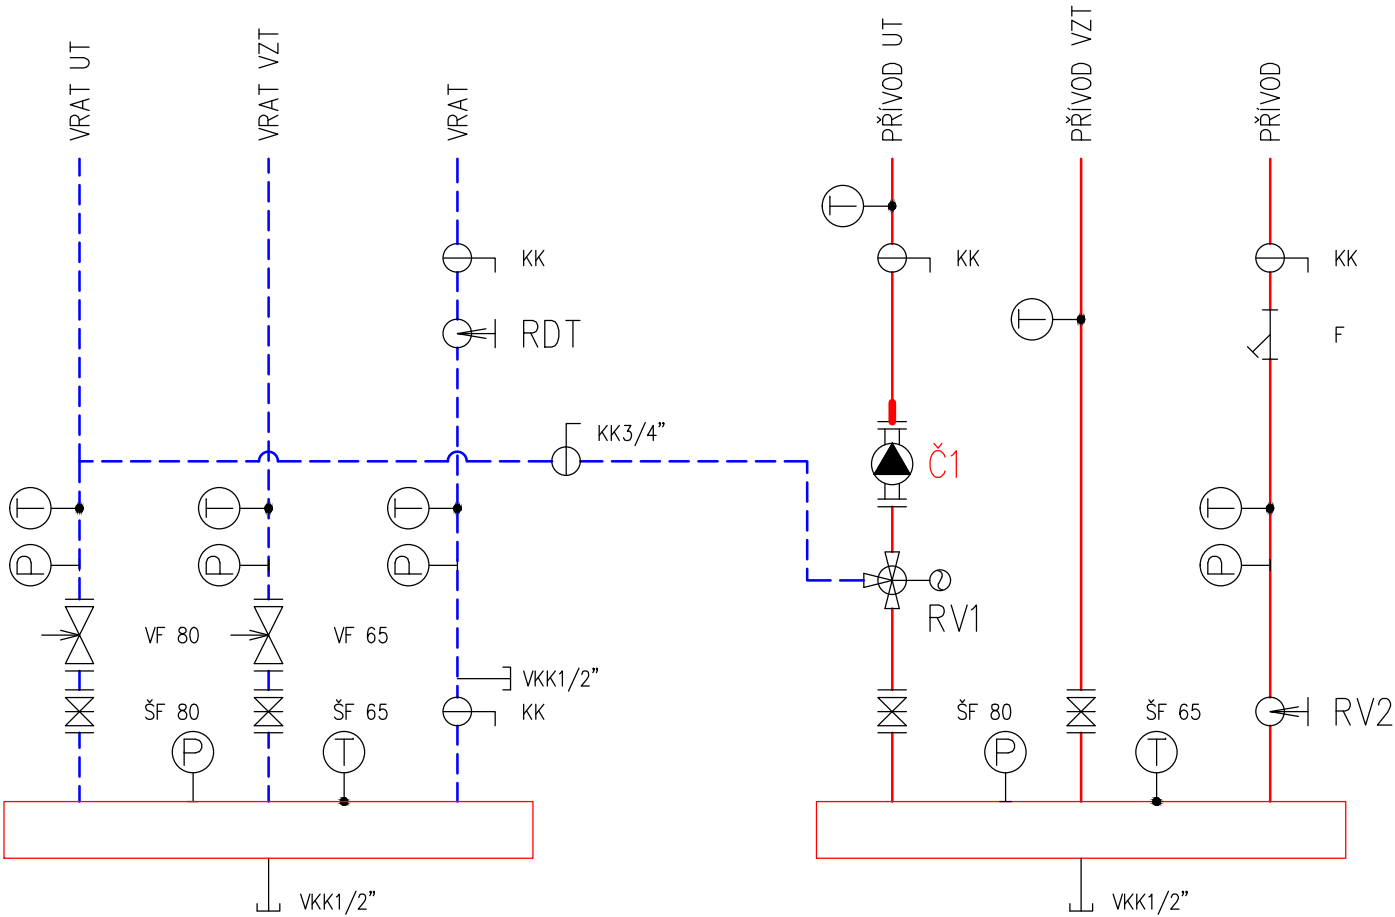 VRAT UT
VRAT VZT
VRAT
PŘÍVOD UT
PŘÍVOD VZT
PŘÍVOD
T
KK
KK
KK
T
RDT
F
KK3/4"
Č1
T
T
T
T
P
P
P
P
RV1
VF 80
VF 65
VKK1/2"
ŠF 80
ŠF 65
KK
ŠF 80
ŠF 65
RV2
P
T
P
T
VKK1/2"
VKK1/2"